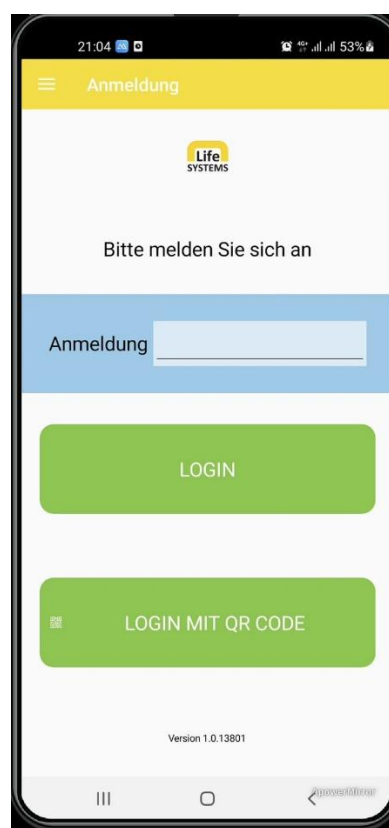 21:04
4G+ 53%
Anmeldung
Life
SYSTEMS
Bitte melden Sie sich an
Anmeldung
LOGIN
LOGIN MIT QR CODE
Version 1.0.13801
ApowerMirror